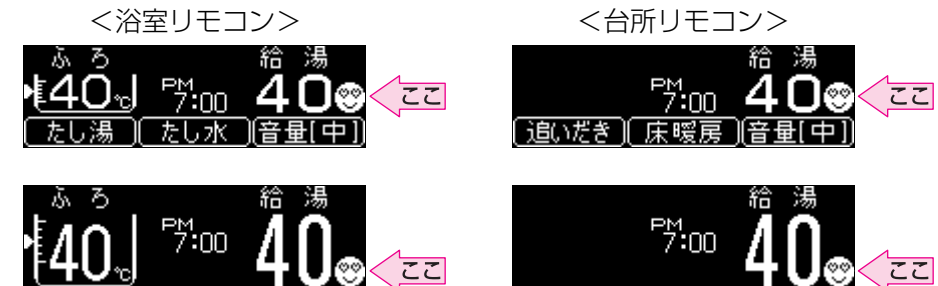 <浴室リモコン>
<台所リモコン>
ふろ 給湯
40℃ PM 7:00 40 ここ
たし湯 たし水 音量[中]
給湯
PM 7:00 40 ここ
追いだき 床暖房 音量[中]
ふろ 給湯
40℃ PM 7:00 40 ここ
給湯
PM 7:00 40 ここ